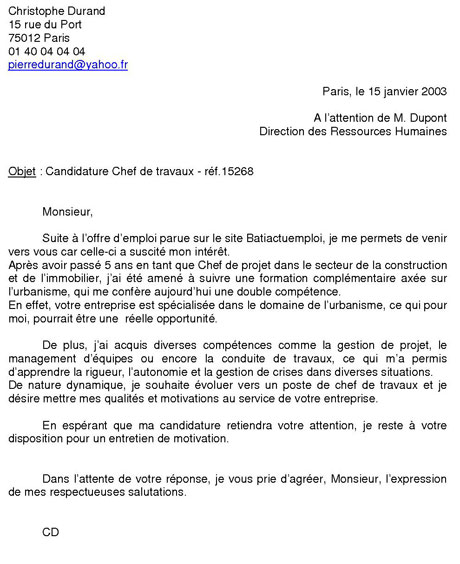 Christophe Durand
15 rue du Port
75012 Paris
01 40 04 04 04
pierredurand@yahoo.fr
Paris, le 15 janvier 2003
A l’attention de M. Dupont
Direction des Ressources Humaines
Objet : Candidature Chef de travaux - réf.15268
Monsieur,
Suite à l’offre d’emploi parue sur le site Batiactuemploi, je me permets de venir
vers vous car celle-ci a suscité mon intérêt.
Après avoir passé 5 ans en tant que Chef de projet dans le secteur de la construction
et de l’immobilier, j’ai été amené à suivre une formation complémentaire axée sur
l’urbanisme, qui me confère aujourd’hui une double compétence.
En effet, votre entreprise est spécialisée dans le domaine de l’urbanisme, ce qui pour
moi, pourrait être une réelle opportunité.
De plus, j’ai acquis diverses compétences comme la gestion de projet, le
management d’équipes ou encore la conduite de travaux, ce qui m’a permis
d’apprendre la rigueur, l’autonomie et la gestion de crises dans diverses situations.
De nature dynamique, je souhaite évoluer vers un poste de chef de travaux et je
désire mettre mes qualités et motivations au service de votre entreprise.
En espérant que ma candidature retiendra votre attention, je reste à votre
disposition pour un entretien de motivation.
Dans l’attente de votre réponse, je vous prie d’agréer, Monsieur, l’expression
de mes respectueuses salutations.
CD